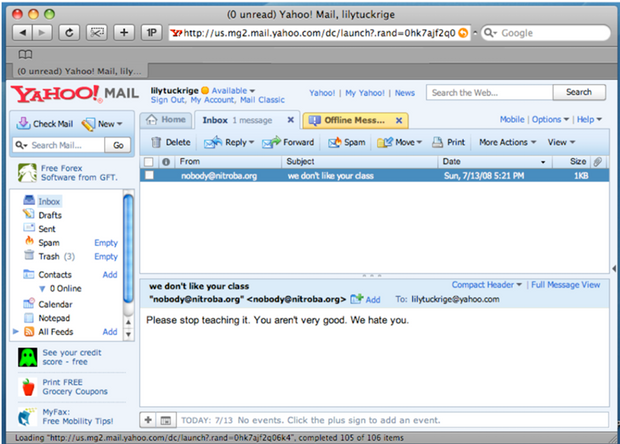 (0 unread) Yahoo! Mail, lilytuckrige
1P http://us.mg2.mail.yahoo.com/dc/launch?.rand=0hk7ajf2q0 Google
(0 unread) Yahoo! Mail, lily...
YAHOO! MAIL
lilytuckrige Available
Sign Out, My Account, Mail Classic
Yahoo! | My Yahoo! | News
Search the Web... Search
Check Mail New
Home Inbox 1 message Offline Mess...
Mobile | Options | Help
Search Mail... Go
Delete Reply Forward Spam Move Print More Actions View
From Subject Date Size
nobody@nitroba.org we don't like your class Sun, 7/13/08 5:21 PM 1KB
Free Forex
Software from GFT.
Inbox
Drafts
Sent
Spam Empty
Trash (3) Empty
Contacts Add
0 Online
Calendar
Notepad
All Feeds Add
See your credit
score - free
Print FREE
Grocery Coupons
MyFax:
Free Mobility Tips!
we don't like your class
Compact Header | Full Message View
"nobody@nitroba.org" <nobody@nitroba.org> Add To: lilytuckrige@yahoo.com
Please stop teaching it. You aren't very good. We hate you.
TODAY: 7/13 No events. Click the plus sign to add an event.
Loading "http://us.mg2.mail.yahoo.com/dc/launch?.rand=0hk7ajf2q06k4", completed 105 of 106 items